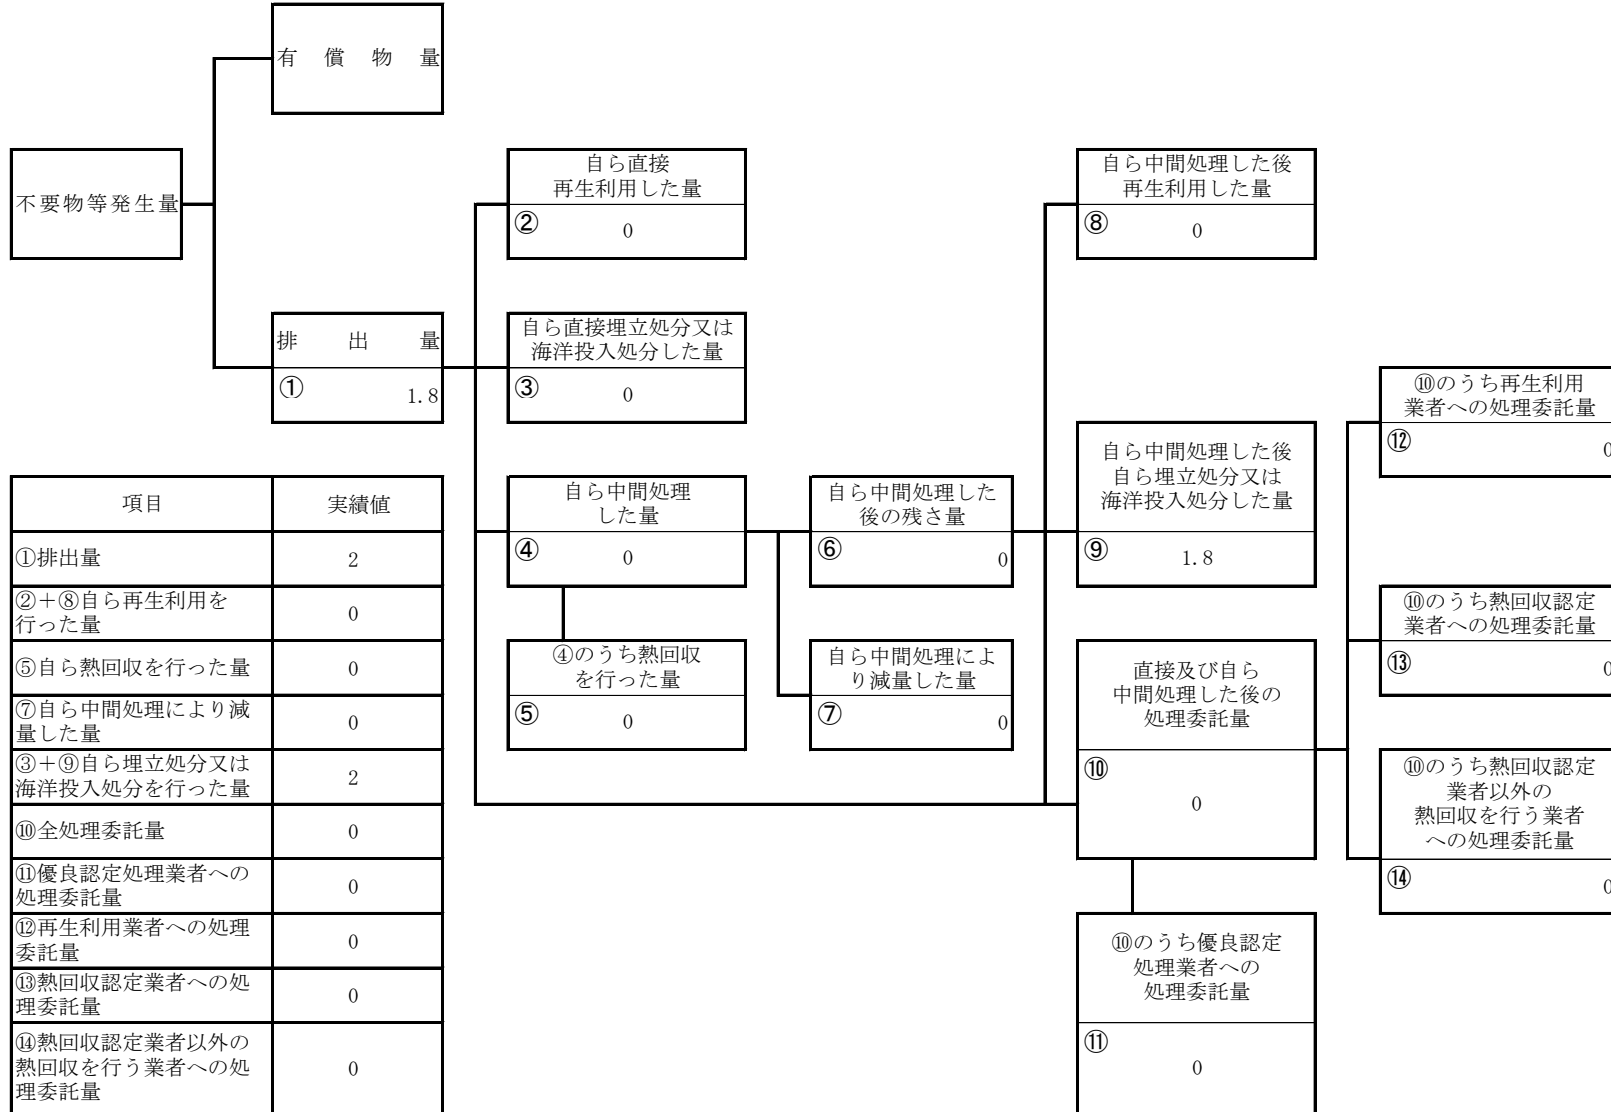 有償物量
不要物等発生量
排出量
① 1.8
自ら直接
再生利用した量
② 0
自ら直接埋立処分又は
海洋投入処分した量
③ 0
自ら中間処理
した量
④ 0
④のうち熱回収
を行った量
⑤ 0
自ら中間処理した
後の残さ量
⑥ 0
自ら中間処理によ
り減量した量
⑦ 0
自ら中間処理した後
再生利用した量
⑧ 0
自ら中間処理した後
自ら埋立処分又は
海洋投入処分した量
⑨ 1.8
直接及び自ら
中間処理した後の
処理委託量
⑩
0
⑩のうち優良認定
処理業者への
処理委託量
⑪
0
⑩のうち再生利用
業者への処理委託量
⑫ 0
⑩のうち熱回収認定
業者への処理委託量
⑬ 0
⑩のうち熱回収認定
業者以外の
熱回収を行う業者
への処理委託量
⑭ 0
項目 実績値
①排出量 2
②+⑧自ら再生利用を
行った量 0
⑤自ら熱回収を行った量 0
⑦自ら中間処理により減
量した量 0
③+⑨自ら埋立処分又は
海洋投入処分を行った量 2
⑩全処理委託量 0
⑪優良認定処理業者への
処理委託量 0
⑫再生利用業者への処理
委託量 0
⑬熱回収認定業者への処
理委託量 0
⑭熱回収認定業者以外の
熱回収を行う業者への処
理委託量 0